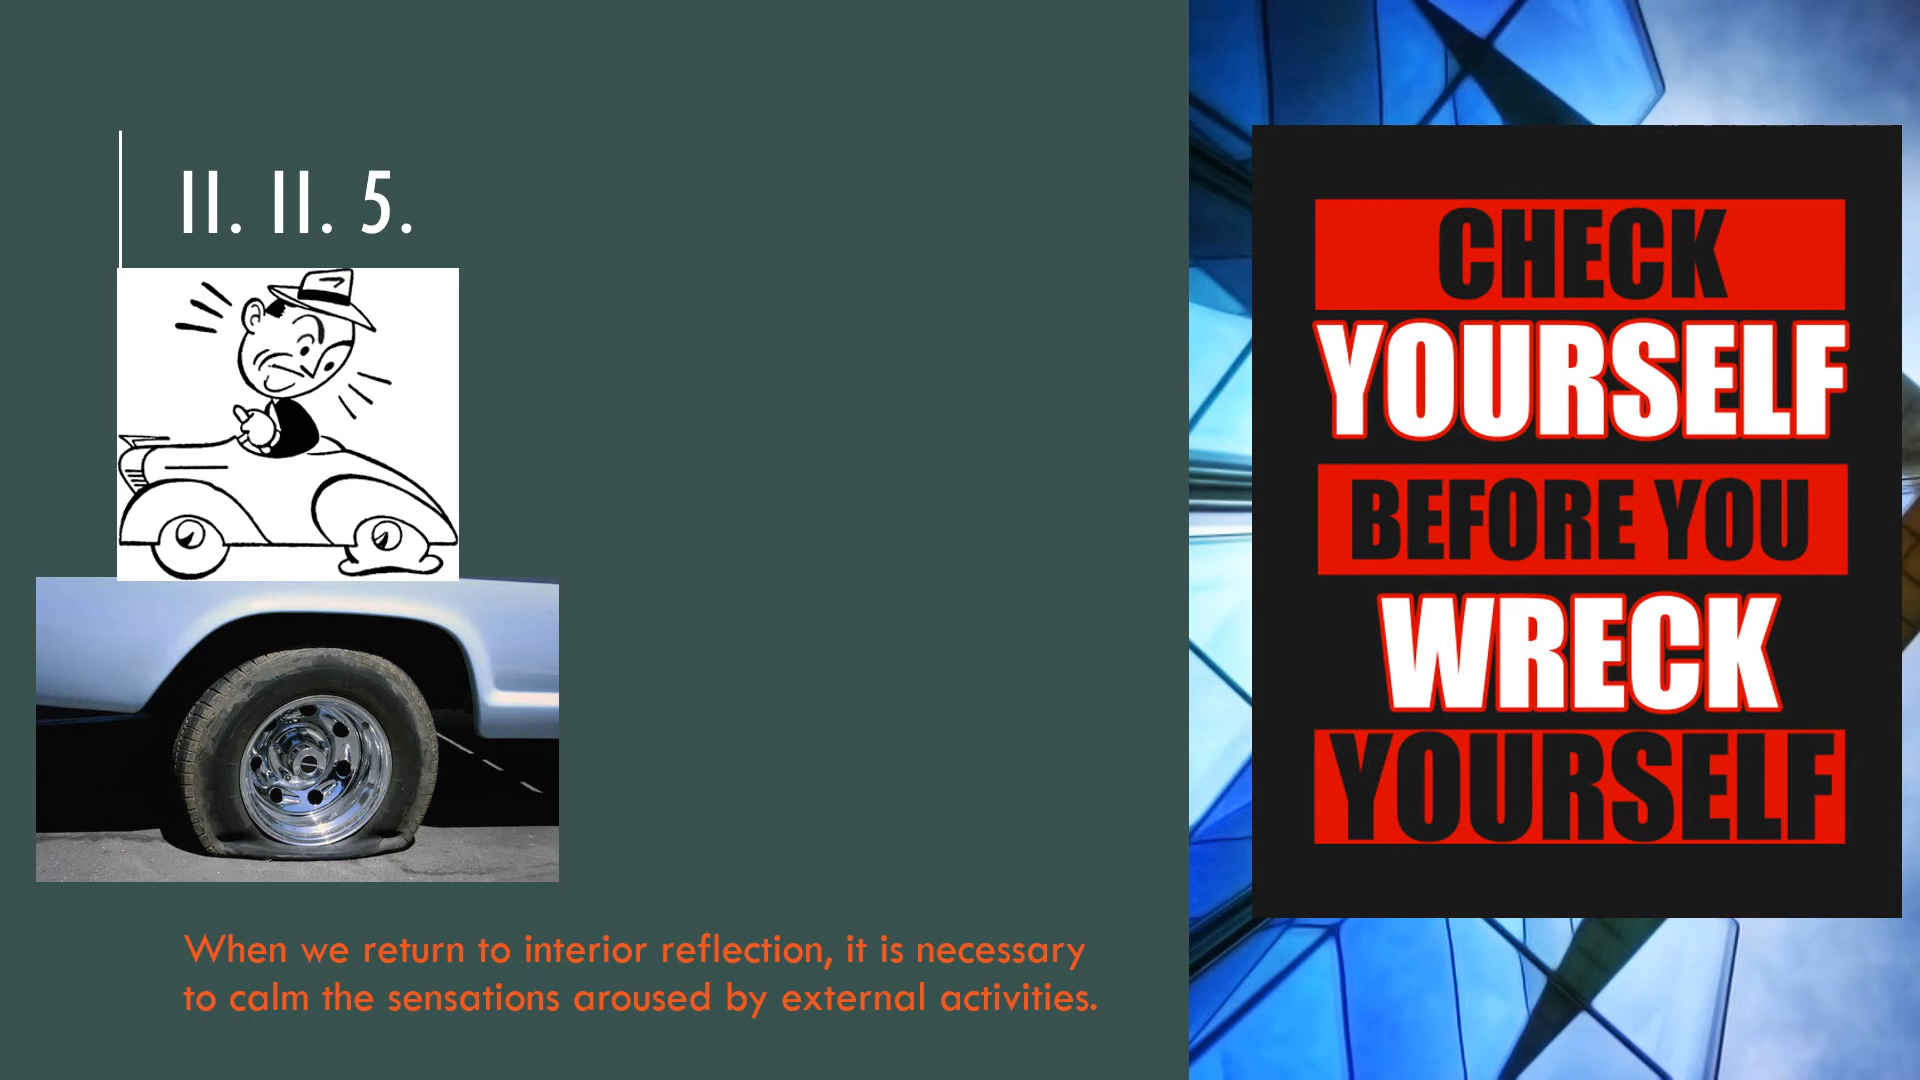 II. II. 5.
When we return to interior reflection, it is necessary
to calm the sensations aroused by external activities.
CHECK
YOURSELF
BEFORE YOU
WRECK
YOURSELF